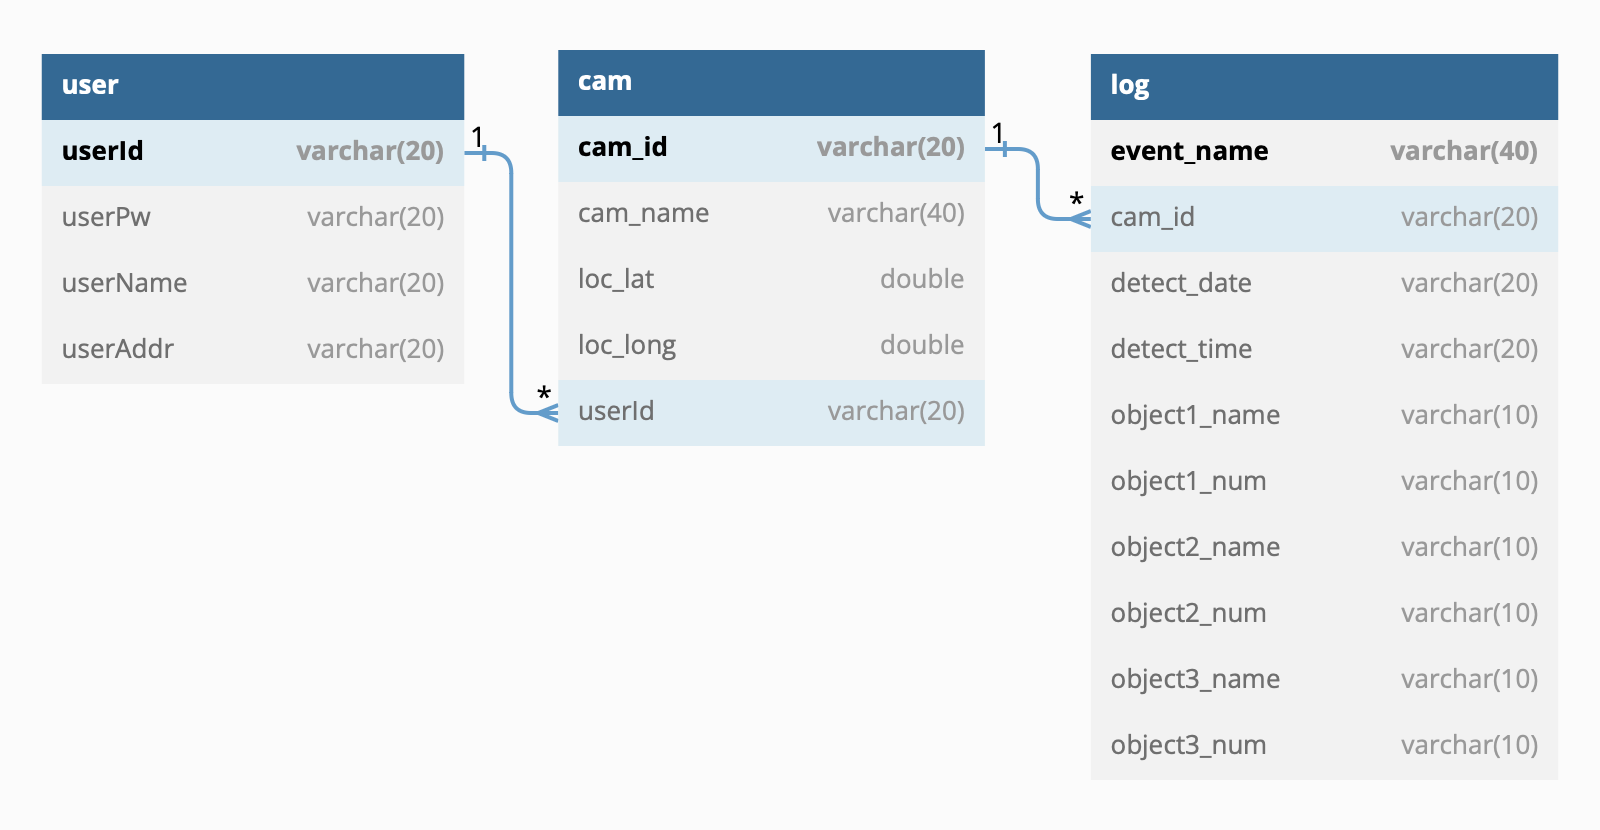 user
userId varchar(20)
userPw varchar(20)
userName varchar(20)
userAddr varchar(20)
1
*
cam
cam_id varchar(20)
cam_name varchar(40)
loc_lat double
loc_long double
userId varchar(20)
1
*
log
event_name varchar(40)
cam_id varchar(20)
detect_date varchar(20)
detect_time varchar(20)
object1_name varchar(10)
object1_num varchar(10)
object2_name varchar(10)
object2_num varchar(10)
object3_name varchar(10)
object3_num varchar(10)